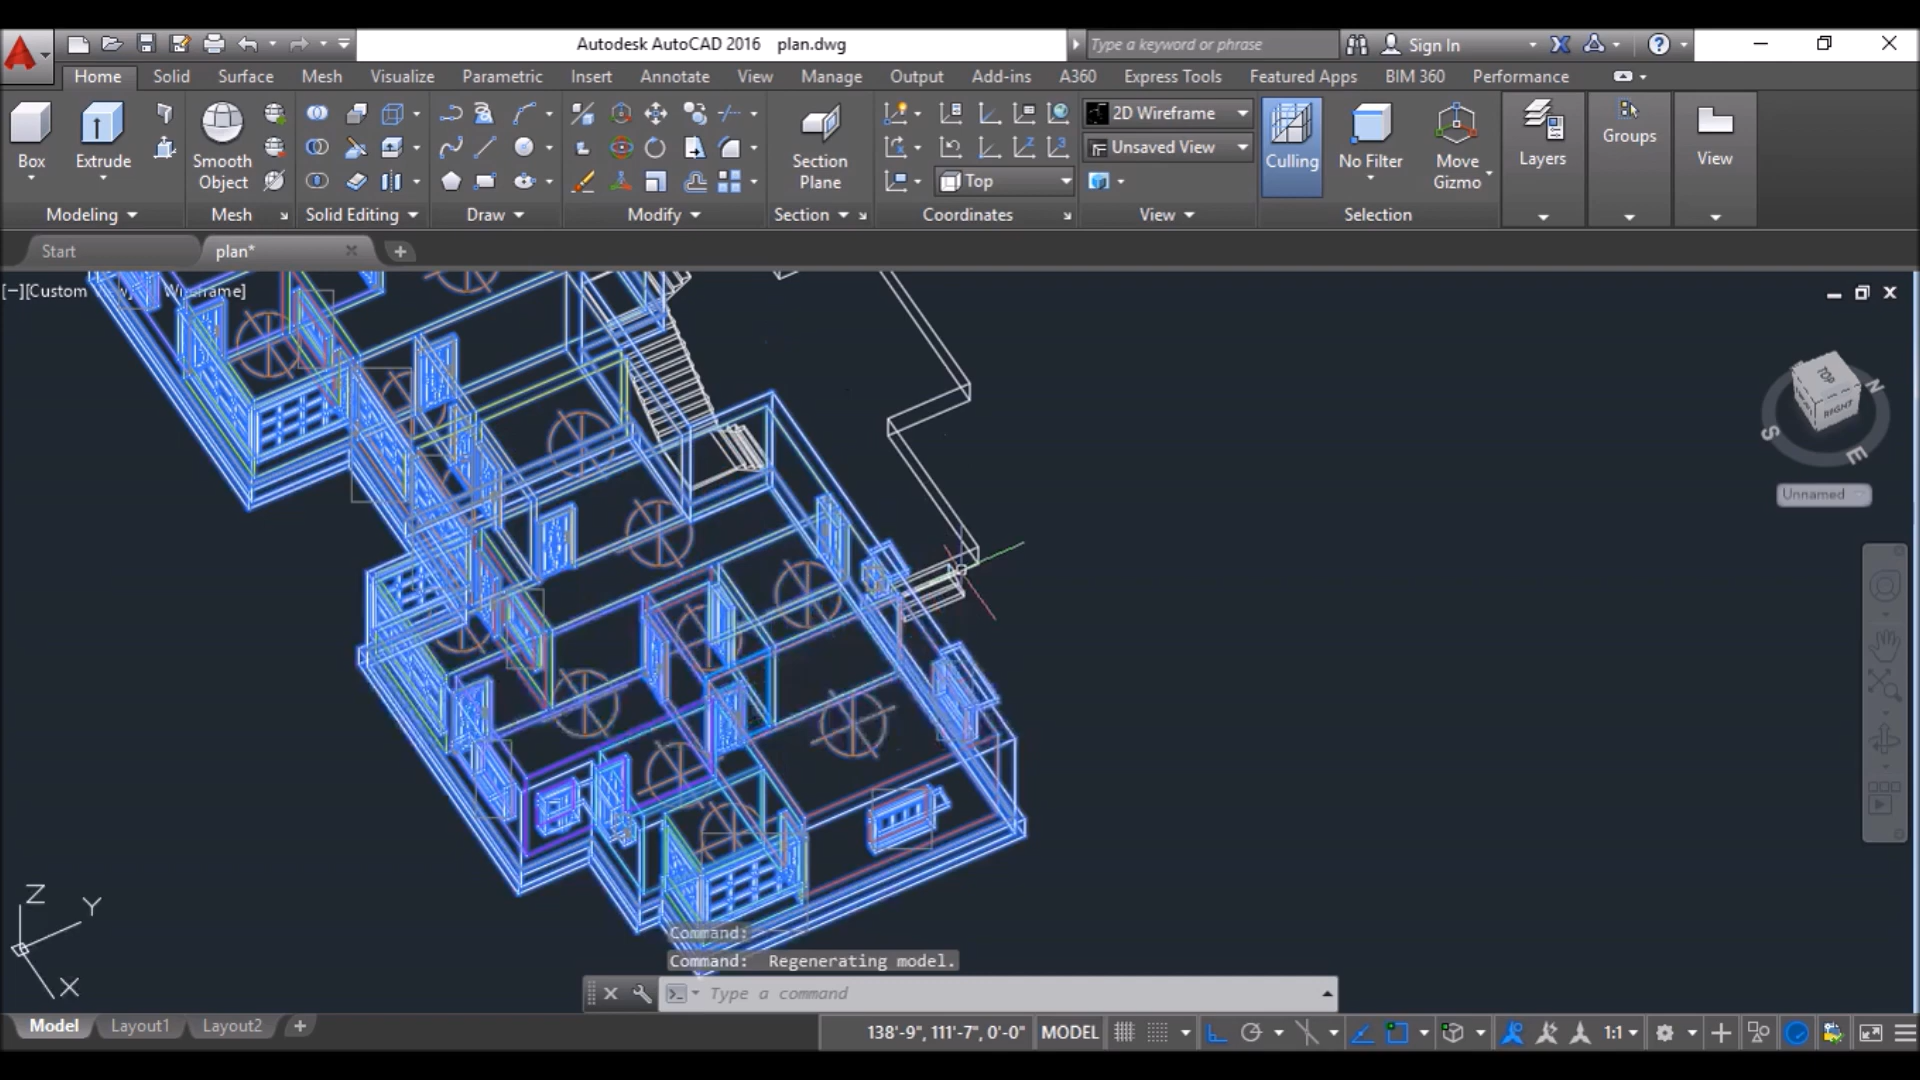 Autodesk AutoCAD 2016 plan.dwg
Type a keyword or phrase
Sign In
Home Solid Surface Mesh Visualize Parametric Insert Annotate View Manage Output Add-ins A360 Express Tools Featured Apps BIM 360 Performance
Box
Extrude
Smooth Object
Section Plane
Top
2D Wireframe
Unsaved View
Culling
No Filter
Move Gizmo
Layers
Groups
View
Modeling Mesh Solid Editing Draw Modify Section Coordinates View Selection
Start plan*
[−][Custom
TOP
RIGHT
N
S
E
Unnamed
Z
Y
X
Command:
Command: Regenerating model.
Type a command
Model Layout1 Layout2
138'-9", 111'-7", 0'-0" MODEL 1:1